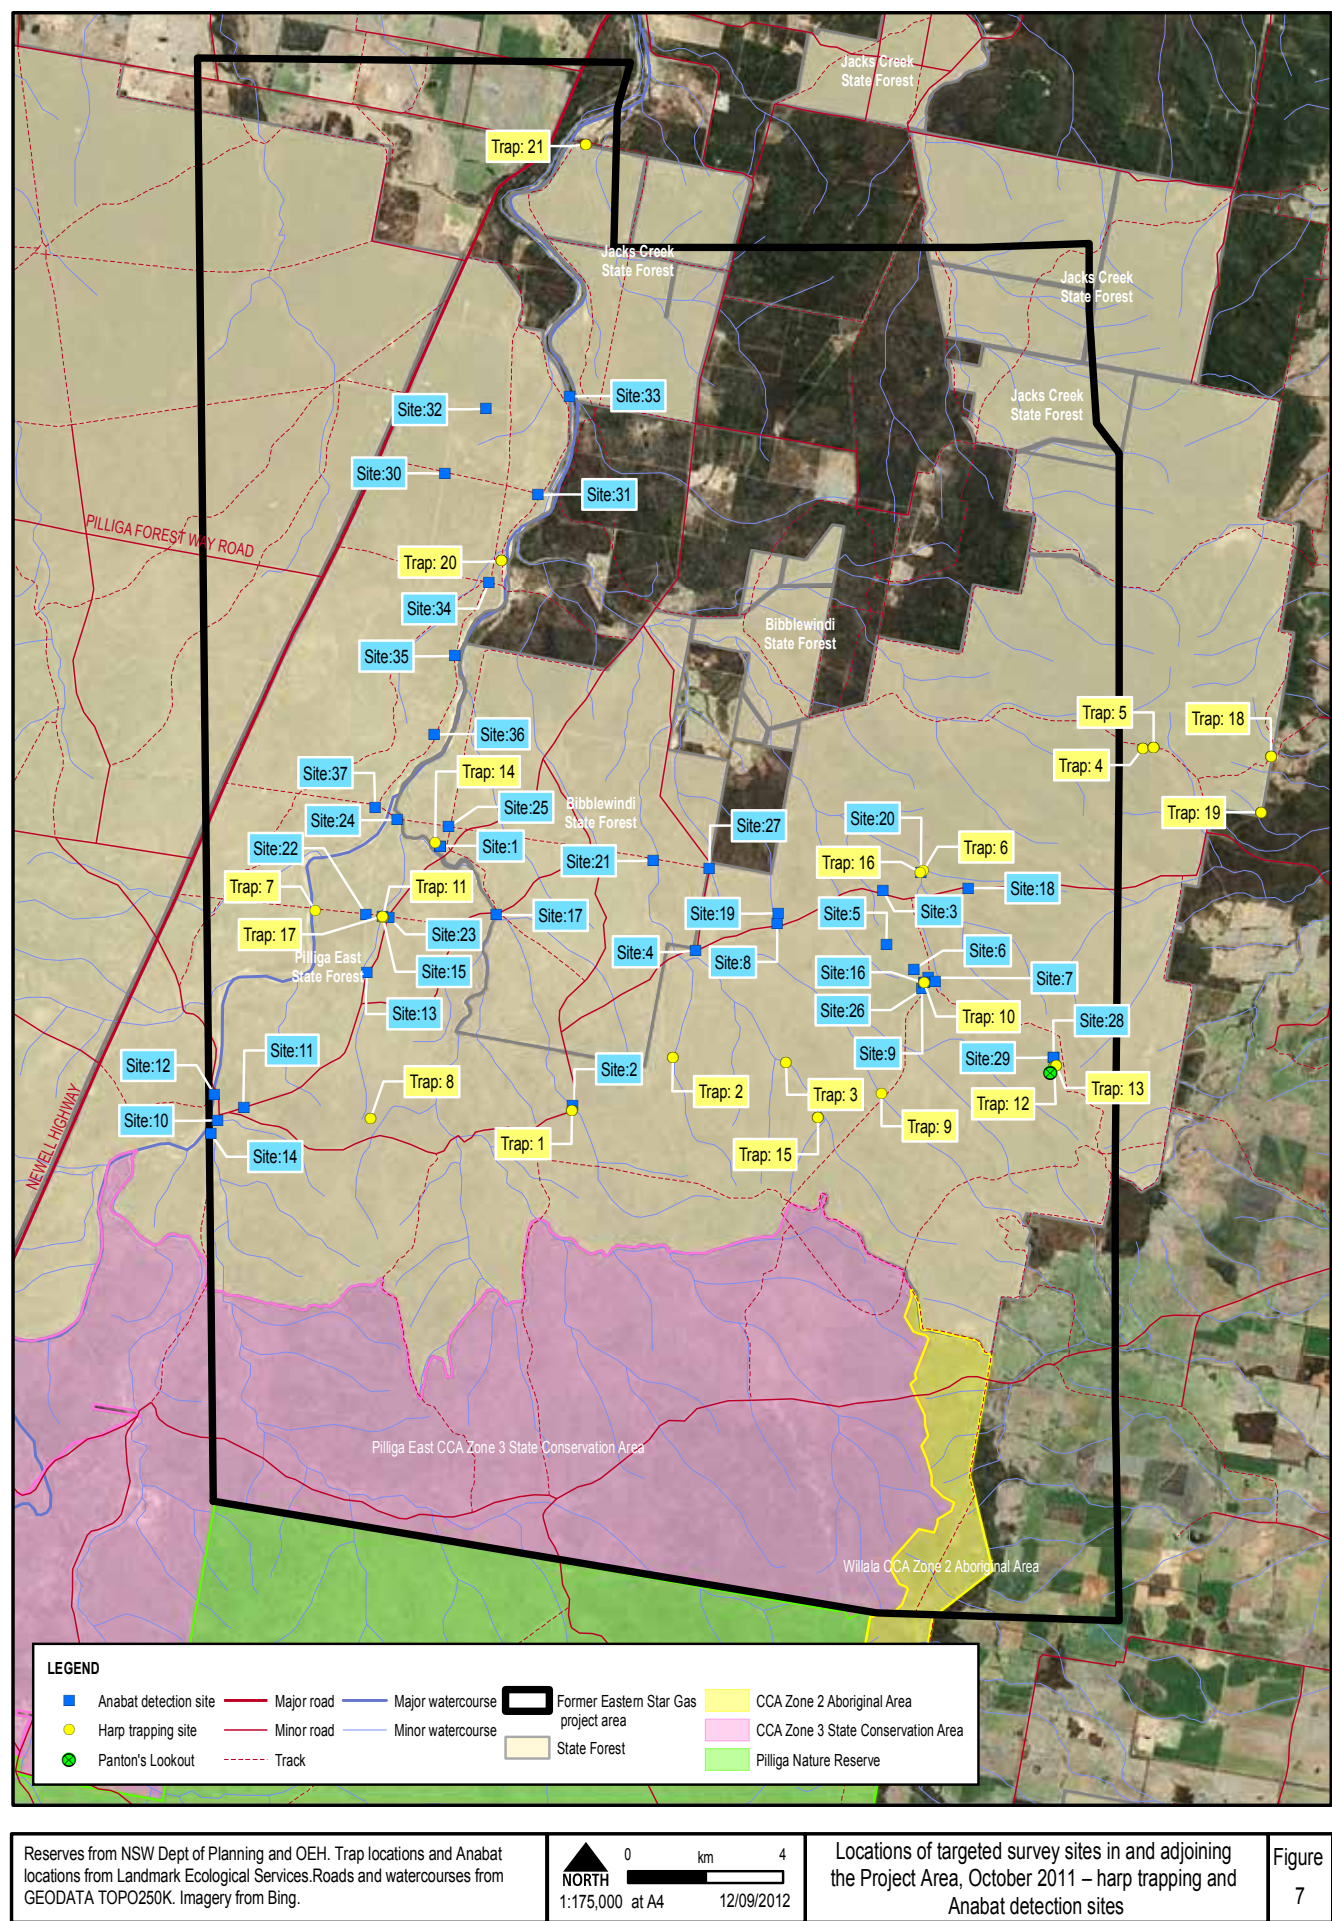 Jacks Creek
State Forest
Trap: 21
Jacks Creek
State Forest
Jacks Creek
State Forest
Site:33
Site:32
Jacks Creek
State Forest
Site:30
Site:31
PILLIGA FOREST WAY ROAD
Trap: 20
Site:34
Bibblewindi
State Forest
Site:35
Trap: 5
Trap: 18
Site:36
Trap: 4
Site:37
Trap: 14
Site:25
Bibblewindi
State Forest
Site:24
Site:27
Site:20
Trap: 19
Site:22
Site:1
Site:21
Trap: 16
Trap: 6
Trap: 7
Trap: 11
Site:18
Site:17
Site:19
Site:5
Site:3
Trap: 17
Site:23
Site:4
Site:8
Site:6
Pilliga East
State Forest
Site:15
Site:16
Site:7
Site:13
Site:26
Trap: 10
Site:28
Site:12
Site:11
Site:9
Site:29
Site:2
Trap: 8
Trap: 2
Trap: 3
Trap: 13
Trap: 12
Site:10
Trap: 9
NEWELL HIGHWAY
Trap: 1
Site:14
Trap: 15
Pilliga East CCA Zone 3 State Conservation Area
Willala CCA Zone 2 Aboriginal Area
LEGEND
Anabat detection site
Harp trapping site
Panton's Lookout
Major road
Minor road
Track
Major watercourse
Minor watercourse
Former Eastern Star Gas
project area
State Forest
CCA Zone 2 Aboriginal Area
CCA Zone 3 State Conservation Area
Pilliga Nature Reserve
Reserves from NSW Dept of Planning and OEH. Trap locations and Anabat
locations from Landmark Ecological Services.Roads and watercourses from
GEODATA TOPO250K. Imagery from Bing.
NORTH
0 km 4
1:175,000 at A4 12/09/2012
Locations of targeted survey sites in and adjoining
the Project Area, October 2011 – harp trapping and
Anabat detection sites
Figure
7